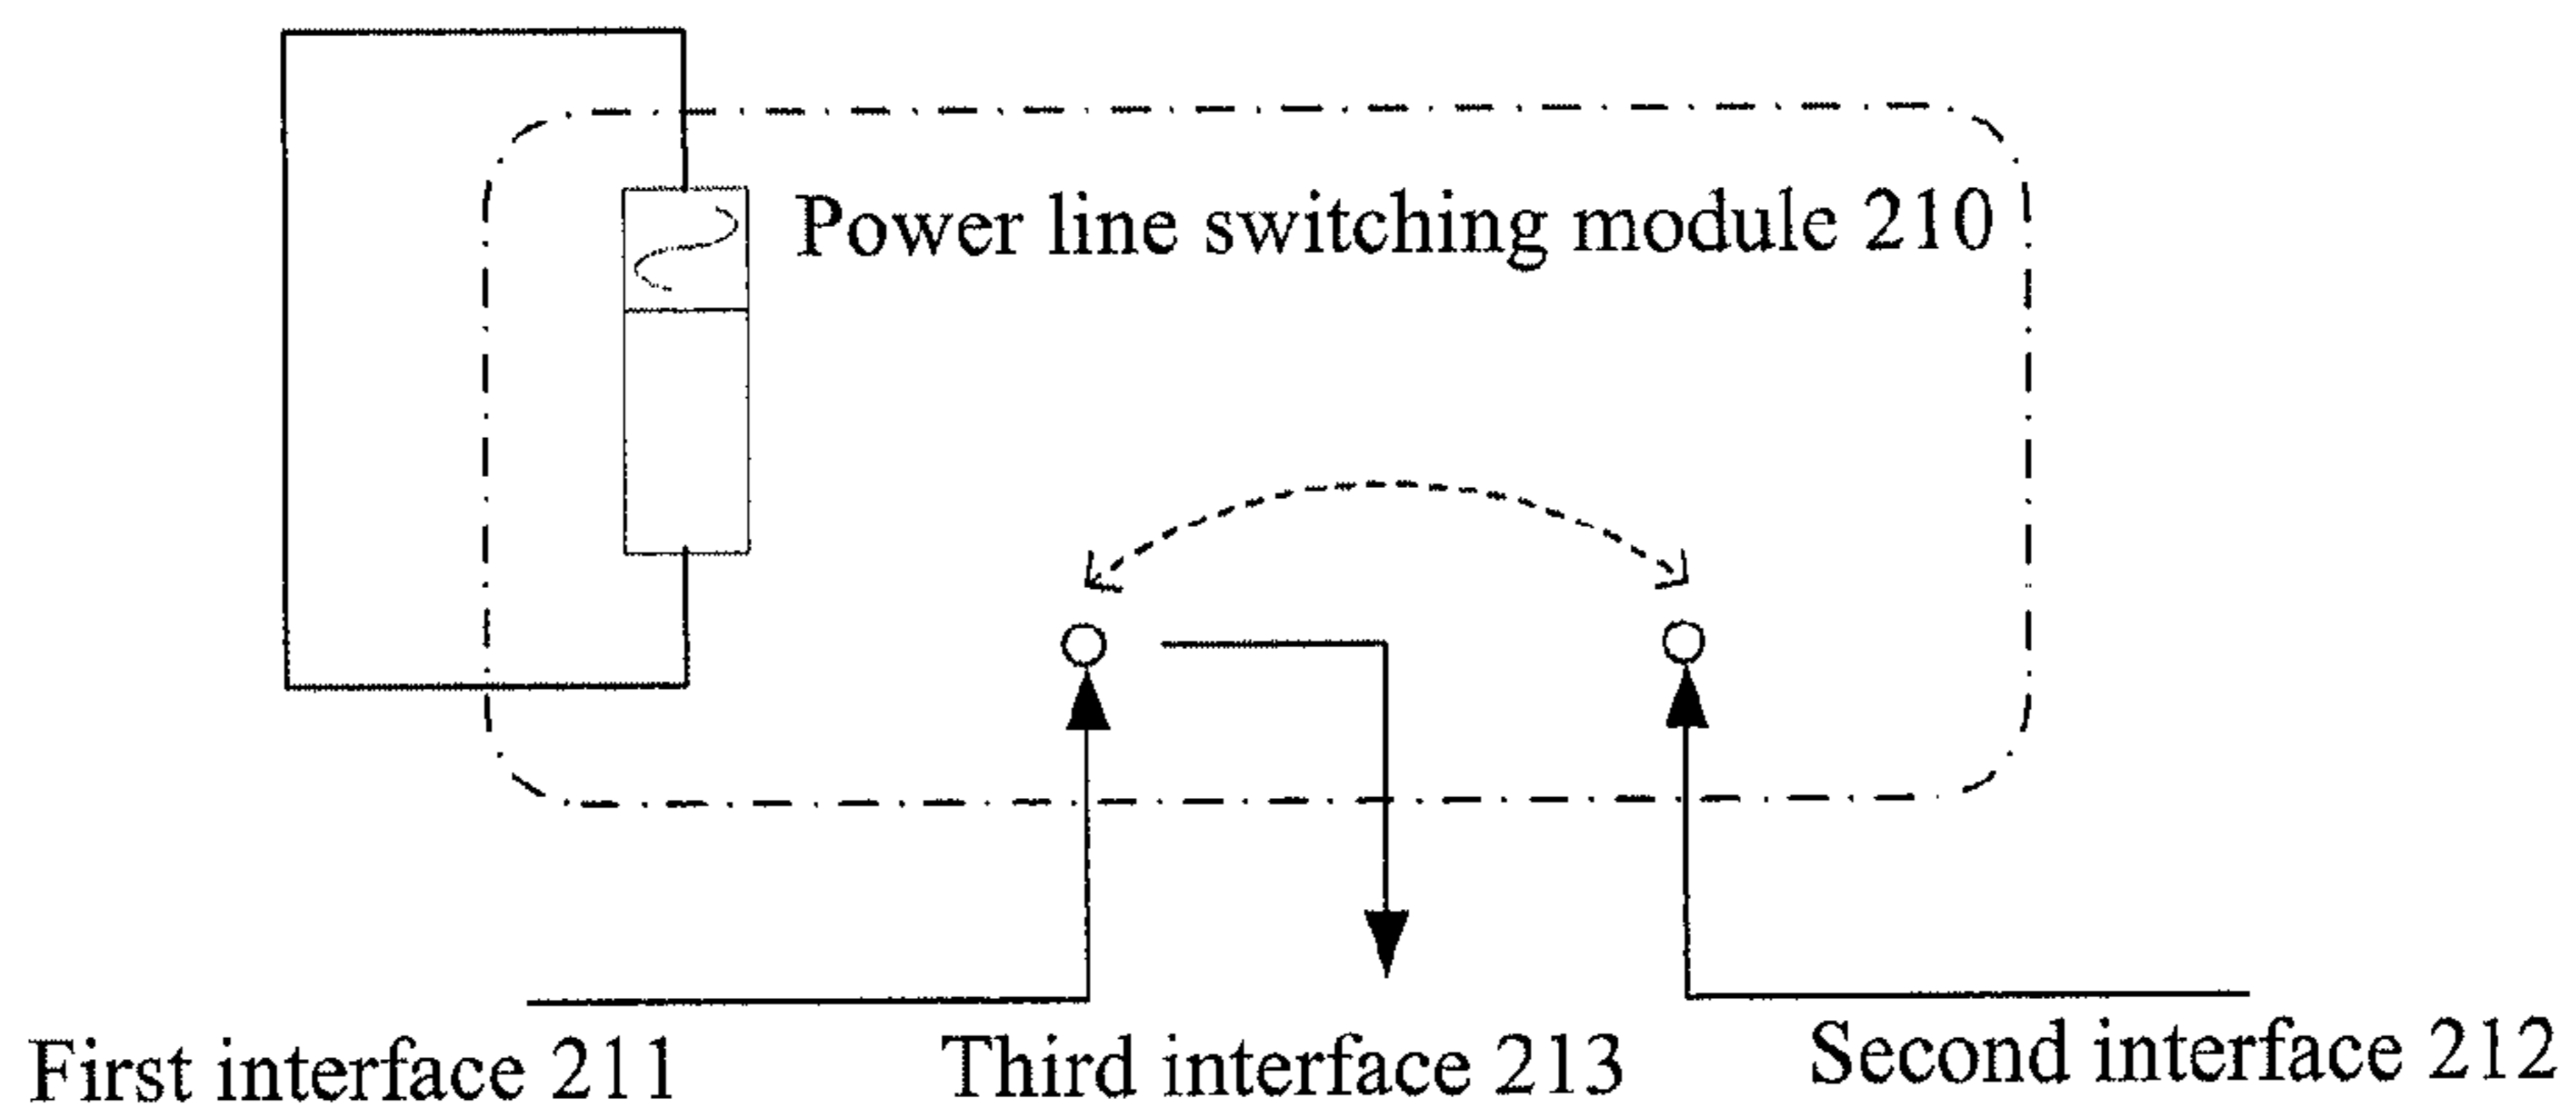 Power line switching module 210
First interface 211
Third interface 213
Second interface 212